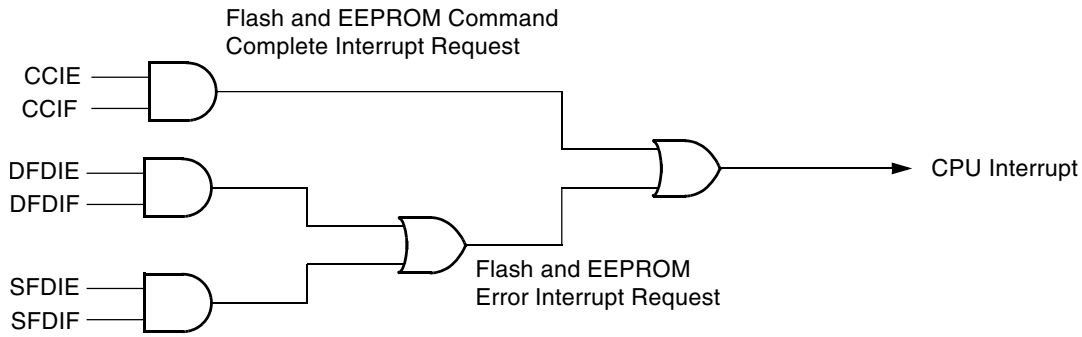 Flash and EEPROM Command
Complete Interrupt Request
CCIE
CCIF
DFDIE
DFDIF
CPU Interrupt
SFDIE
SFDIF
Flash and EEPROM
Error Interrupt Request